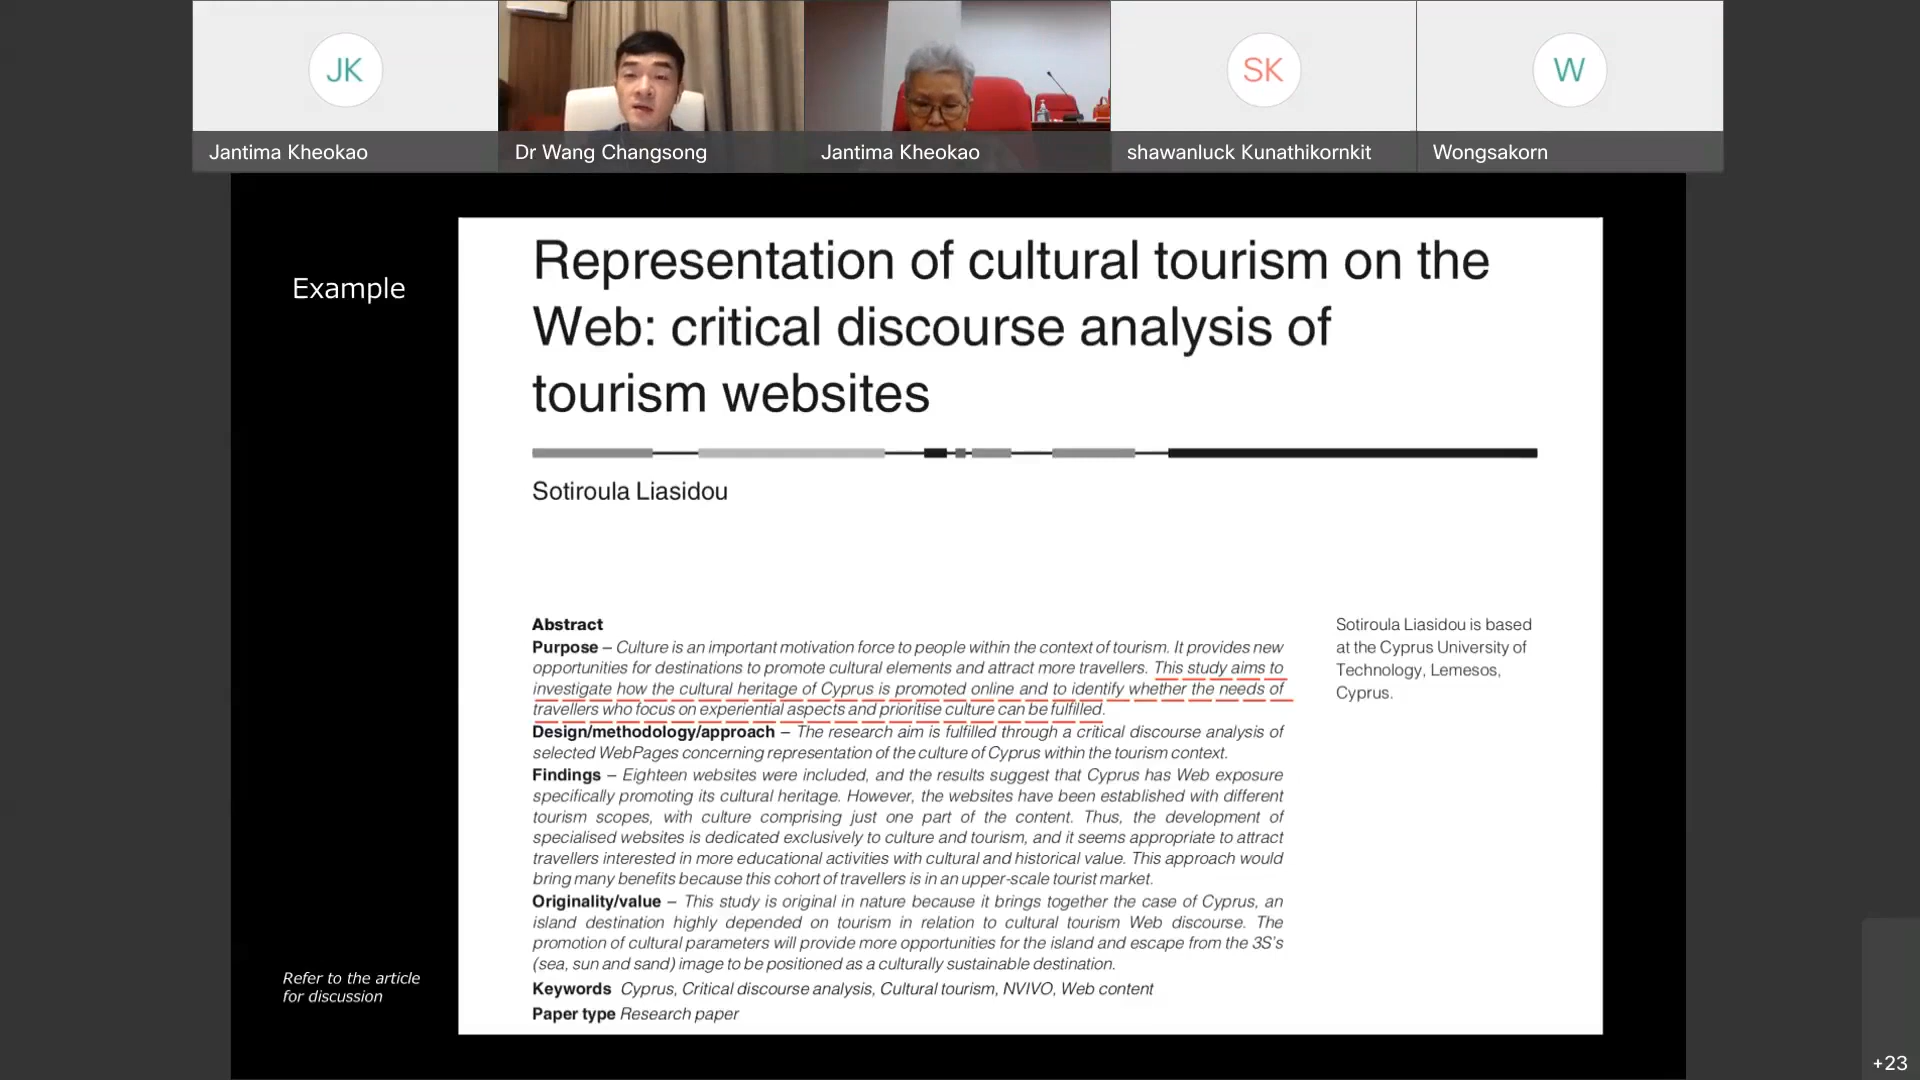 JK
SK
W
Jantima Kheokao
Dr Wang Changsong
Jantima Kheokao
shawanluck Kunathikornkit
Wongsakorn
Example
Representation of cultural tourism on the
Web: critical discourse analysis of
tourism websites
Sotiroula Liasidou
Abstract
Purpose – Culture is an important motivation force to people within the context of tourism. It provides new
opportunities for destinations to promote cultural elements and attract more travellers. This study aims to
investigate how the cultural heritage of Cyprus is promoted online and to identify whether the needs of
travellers who focus on experiential aspects and prioritise culture can be fulfilled.
Design/methodology/approach – The research aim is fulfilled through a critical discourse analysis of
selected WebPages concerning representation of the culture of Cyprus within the tourism context.
Findings – Eighteen websites were included, and the results suggest that Cyprus has Web exposure
specifically promoting its cultural heritage. However, the websites have been established with different
tourism scopes, with culture comprising just one part of the content. Thus, the development of
specialised websites is dedicated exclusively to culture and tourism, and it seems appropriate to attract
travellers interested in more educational activities with cultural and historical value. This approach would
bring many benefits because this cohort of travellers is in an upper-scale tourist market.
Originality/value – This study is original in nature because it brings together the case of Cyprus, an
island destination highly depended on tourism in relation to cultural tourism Web discourse. The
promotion of cultural parameters will provide more opportunities for the island and escape from the 3S's
(sea, sun and sand) image to be positioned as a culturally sustainable destination.
Keywords Cyprus, Critical discourse analysis, Cultural tourism, NVIVO, Web content
Paper type Research paper
Sotiroula Liasidou is based
at the Cyprus University of
Technology, Lemesos,
Cyprus.
Refer to the article
for discussion
+23